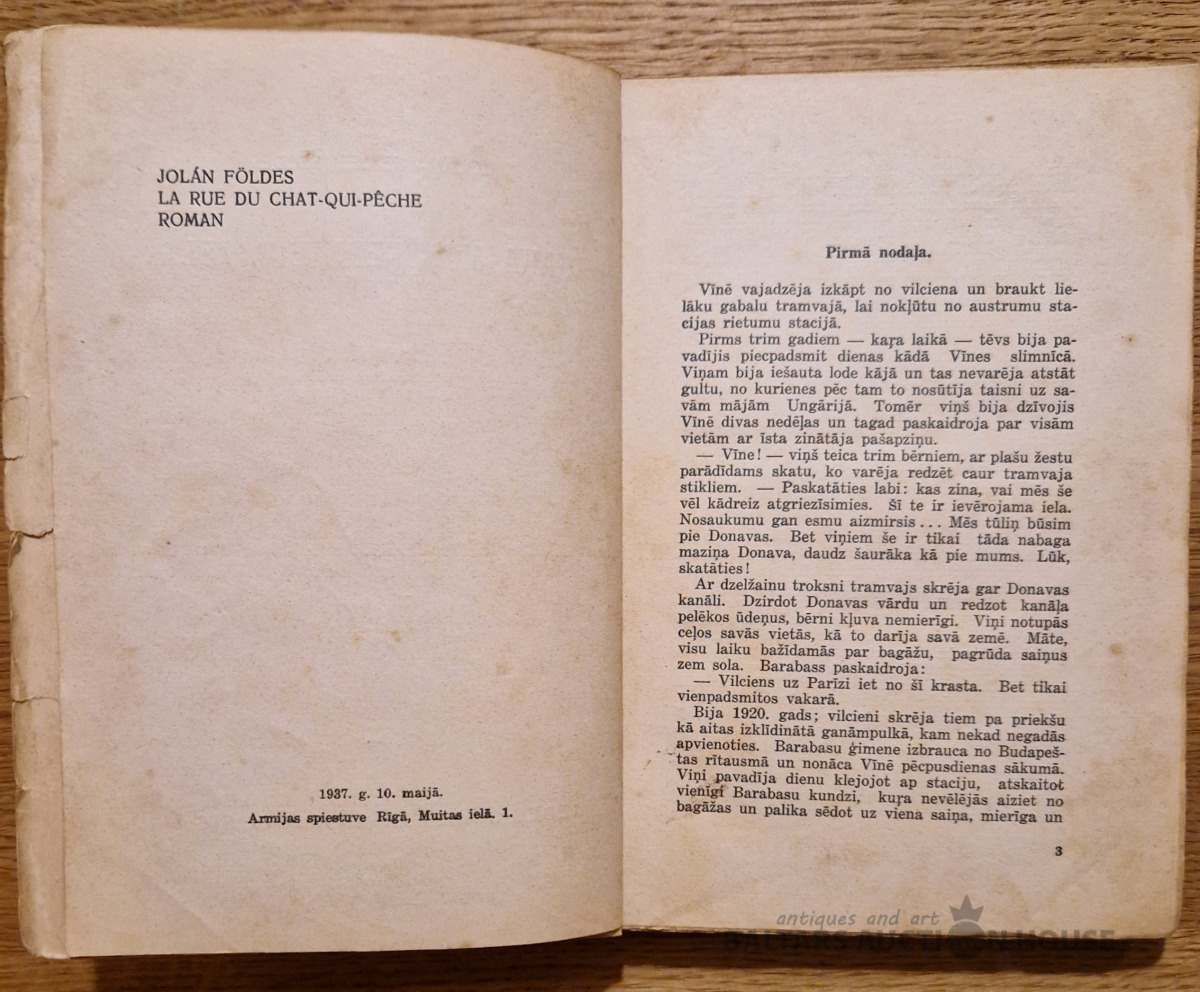 JOLÁN FÖLDES
LA RUE DU CHAT-QUI-PÊCHE
ROMAN
1937. g. 10. maijā.
Armijas spiestuve Rīgā, Muitas ielā. 1.
Pirmā nodaļa.
Vīnē vajadzēja izkāpt no vilciena un braukt lie-
lāku gabalu tramvajā, lai nokļūtu no austrumu sta-
cijas rietumu stacijā.
Pirms trim gadiem — kaŗa laikā — tēvs bija pa-
vadījis piecpadsmit dienas kādā Vīnes slimnīcā.
Viņam bija iešauta lode kājā un tas nevarēja atstāt
gultu, no kurienes pēc tam to nosūtīja taisni uz sa-
vām mājām Ungārijā. Tomēr viņš bija dzīvojis
Vīnē divas nedēļas un tagad paskaidroja par visām
vietām ar īsta zinātāja pašapziņu.
— Vīne! — viņš teica trim bērniem, ar plašu žestu
parādīdams skatu, ko varēja redzēt caur tramvaja
stikliem. — Paskatāties labi: kas zina, vai mēs še
vēl kādreiz atgriezīsimies. Šī te ir ievērojama iela.
Nosaukumu gan esmu aizmirsis... Mēs tūliņ būsim
pie Donavas. Bet viņiem še ir tikai tāda nabaga
maziņa Donava, daudz šaurāka kā pie mums. Lūk,
skatāties!
Ar dzelžainu troksni tramvajs skrēja gar Donavas
kanāli. Dzirdot Donavas vārdu un redzot kanāļa
pelēkos ūdeņus, bērni kļuva nemierīgi. Viņi notupās
ceļos savās vietās, kā to darīja savā zemē. Māte,
visu laiku bažīdamās par bagāžu, pagrūda saiņus
zem sola. Barabass paskaidroja:
— Vilciens uz Parīzi iet no šī krasta. Bet tikai
vienpadsmitos vakarā.
Bija 1920. gads; vilcieni skrēja tiem pa priekšu
kā aitas izklīdinātā ganāmpulkā, kam nekad negadās
apvienoties. Barabasu ģimene izbrauca no Budapeš-
tas rītausmā un nonāca Vīnē pēcpusdienas sākumā.
Viņi pavadīja dienu klejojot ap staciju, atskaitot
vienīgi Barabasu kundzi, kuŗa nevēlējās aiziet no
bagāžas un palika sēdot uz viena saiņa, mierīga un
3
antiques and art
BALTARS AUCTION HOUSE